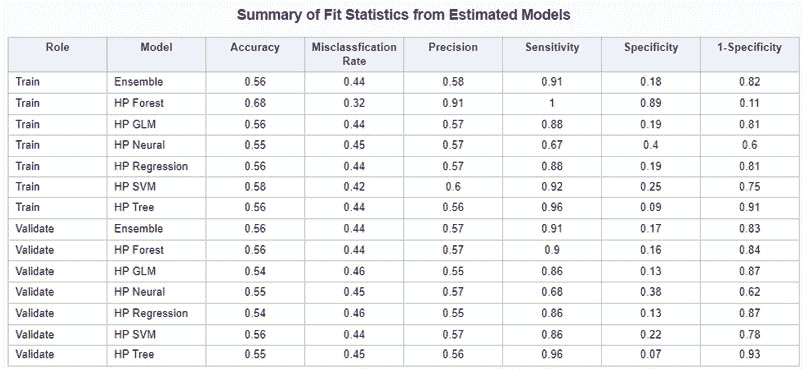 Summary of Fit Statistics from Estimated Models
Role Model Accuracy Misclassfication Rate Precision Sensitivity Specificity 1-Specificity
Train Ensemble 0.56 0.44 0.58 0.91 0.18 0.82
Train HP Forest 0.68 0.32 0.91 1 0.89 0.11
Train HP GLM 0.56 0.44 0.57 0.88 0.19 0.81
Train HP Neural 0.55 0.45 0.57 0.67 0.4 0.6
Train HP Regression 0.56 0.44 0.57 0.88 0.19 0.81
Train HP SVM 0.58 0.42 0.6 0.92 0.25 0.75
Train HP Tree 0.56 0.44 0.56 0.96 0.09 0.91
Validate Ensemble 0.56 0.44 0.57 0.91 0.17 0.83
Validate HP Forest 0.56 0.44 0.57 0.9 0.16 0.84
Validate HP GLM 0.54 0.46 0.55 0.86 0.13 0.87
Validate HP Neural 0.55 0.45 0.57 0.68 0.38 0.62
Validate HP Regression 0.54 0.46 0.55 0.86 0.13 0.87
Validate HP SVM 0.56 0.44 0.57 0.86 0.22 0.78
Validate HP Tree 0.55 0.45 0.56 0.96 0.07 0.93